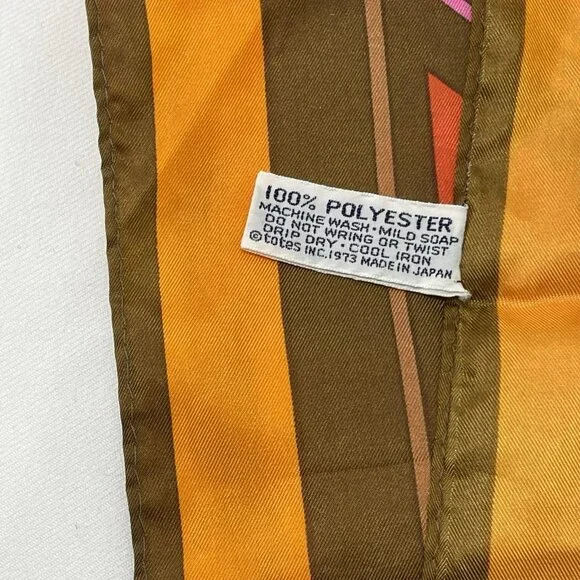 100% POLYESTER
MACHINE WASH・MILD SOAP
DO NOT WRING OR TWIST
DRIP DRY・COOL IRON
©totes INC.1973 MADE IN JAPAN